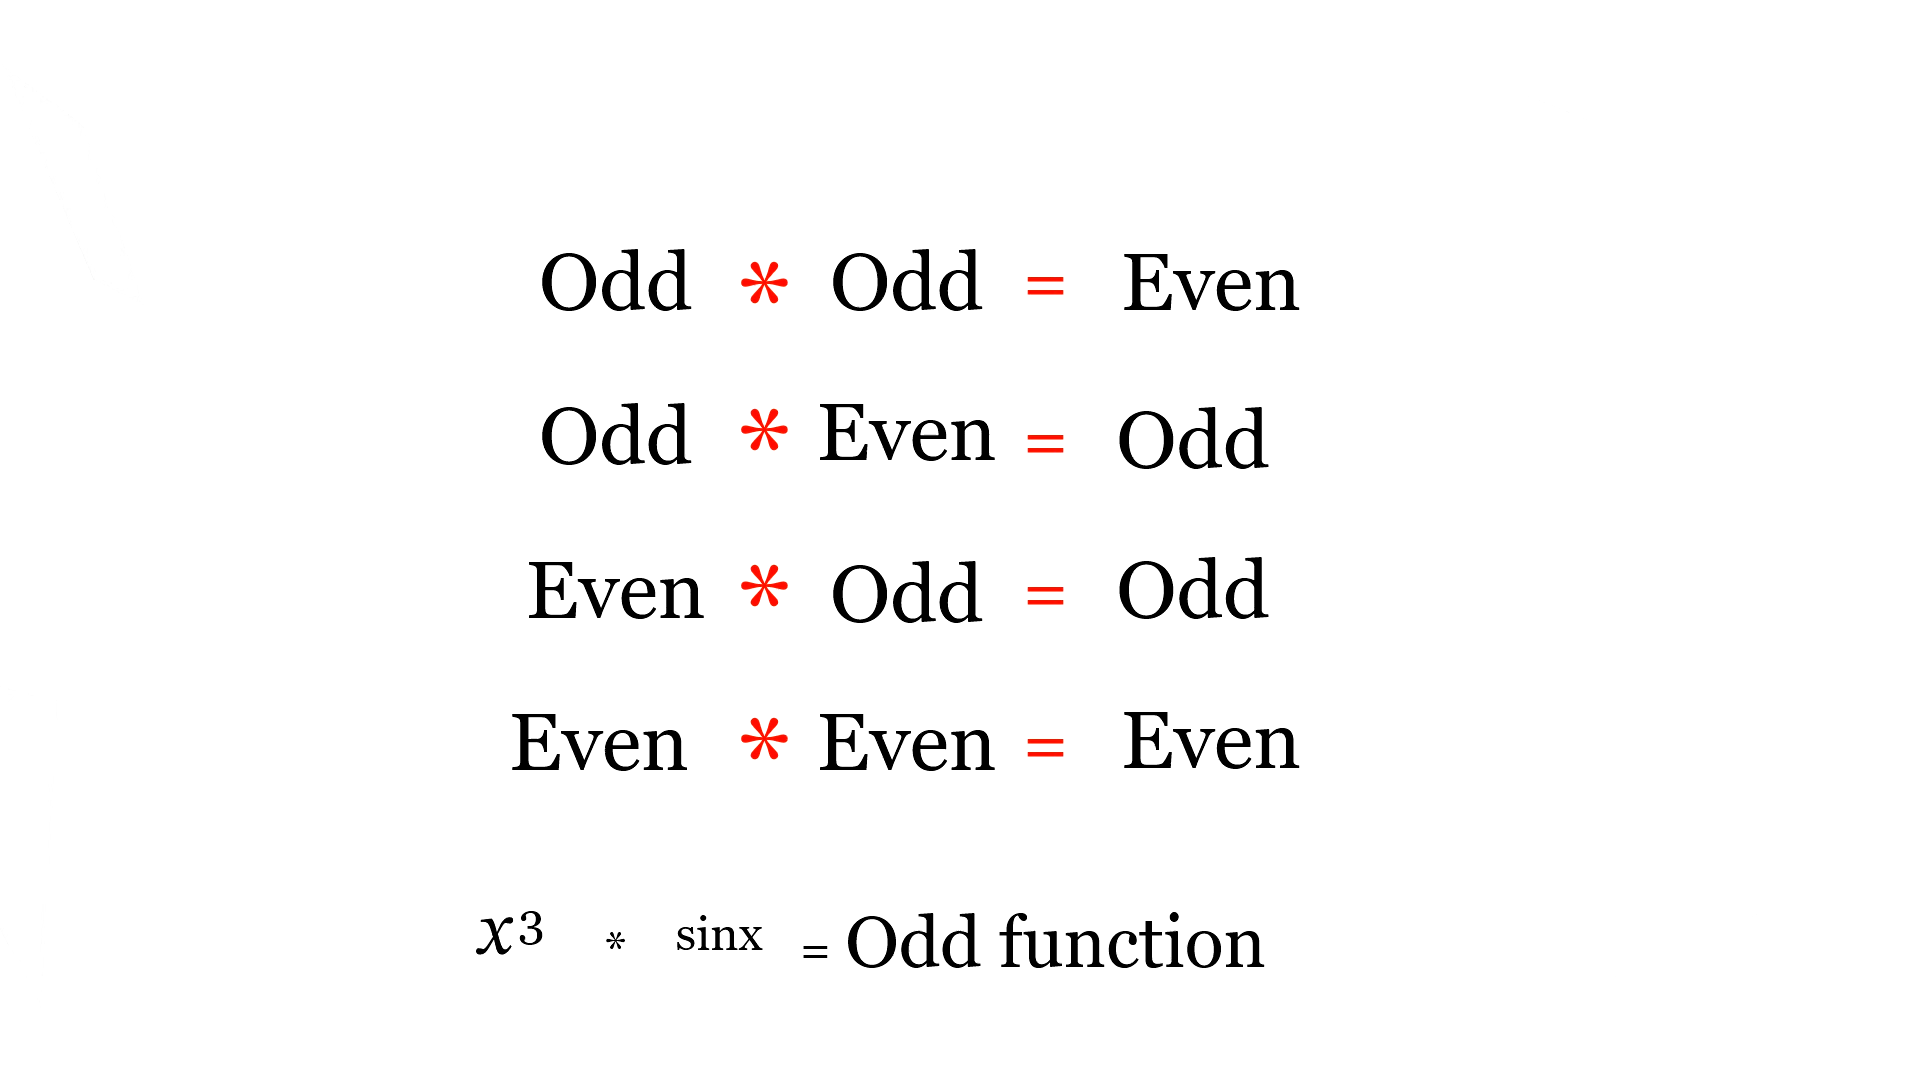 Odd * Odd = Even
Odd * Even = Odd
Even * Odd = Odd
Even * Even = Even
x³ * sinx = Odd function